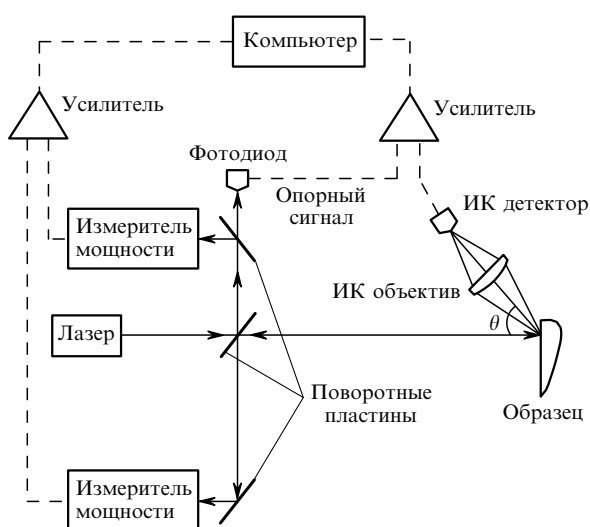 Компьютер
Усилитель
Усилитель
Фотодиод
Опорный
сигнал
ИК детектор
Измеритель
мощности
ИК объектив
θ
Лазер
Поворотные
пластины
Образец
Измеритель
мощности